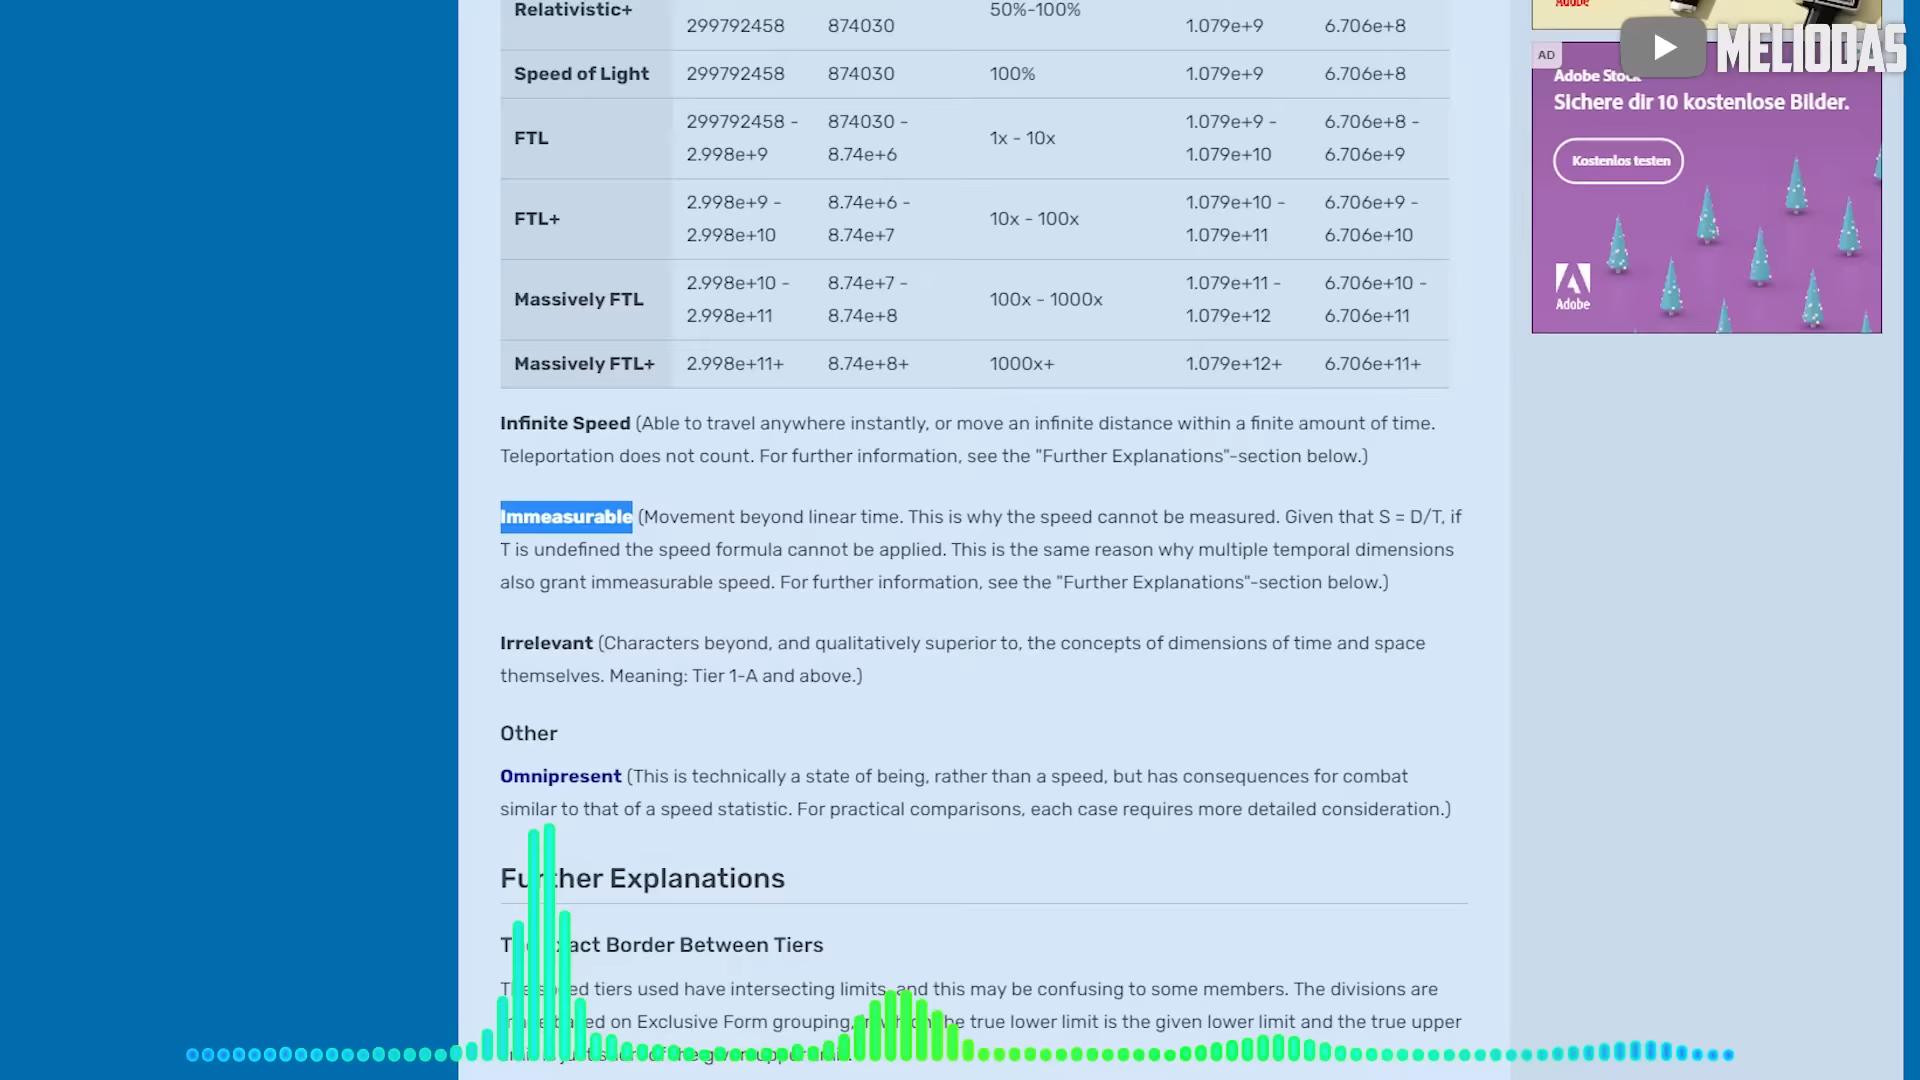 Relativistic+ 299792458 874030 50%-100% 1.079e+9 6.706e+8
Speed of Light 299792458 874030 100% 1.079e+9 6.706e+8
FTL 299792458 - 2.998e+9 874030 - 8.74e+6 1x - 10x 1.079e+9 - 1.079e+10 6.706e+8 - 6.706e+9
FTL+ 2.998e+9 - 2.998e+10 8.74e+6 - 8.74e+7 10x - 100x 1.079e+10 - 1.079e+11 6.706e+9 - 6.706e+10
Massively FTL 2.998e+10 - 2.998e+11 8.74e+7 - 8.74e+8 100x - 1000x 1.079e+11 - 1.079e+12 6.706e+10 - 6.706e+11
Massively FTL+ 2.998e+11+ 8.74e+8+ 1000x+ 1.079e+12+ 6.706e+11+
Infinite Speed (Able to travel anywhere instantly, or move an infinite distance within a finite amount of time.
Teleportation does not count. For further information, see the "Further Explanations"-section below.)
Immeasurable (Movement beyond linear time. This is why the speed cannot be measured. Given that S = D/T, if
T is undefined the speed formula cannot be applied. This is the same reason why multiple temporal dimensions
also grant immeasurable speed. For further information, see the "Further Explanations"-section below.)
Irrelevant (Characters beyond, and qualitatively superior to, the concepts of dimensions of time and space
themselves. Meaning: Tier 1-A and above.)
Other
Omnipresent (This is technically a state of being, rather than a speed, but has consequences for combat
similar to that of a speed statistic. For practical comparisons, each case requires more detailed consideration.)
Further Explanations
The Exact Border Between Tiers
The speed tiers used have intersecting limits, and this may be confusing to some members. The divisions are
made based on Exclusive Form grouping, in which the true lower limit is the given lower limit and the true upper
Adobe
MELIODAS
AD
Adobe Stock
Sichere dir 10 kostenlose Bilder.
Kostenlos testen
Adobe